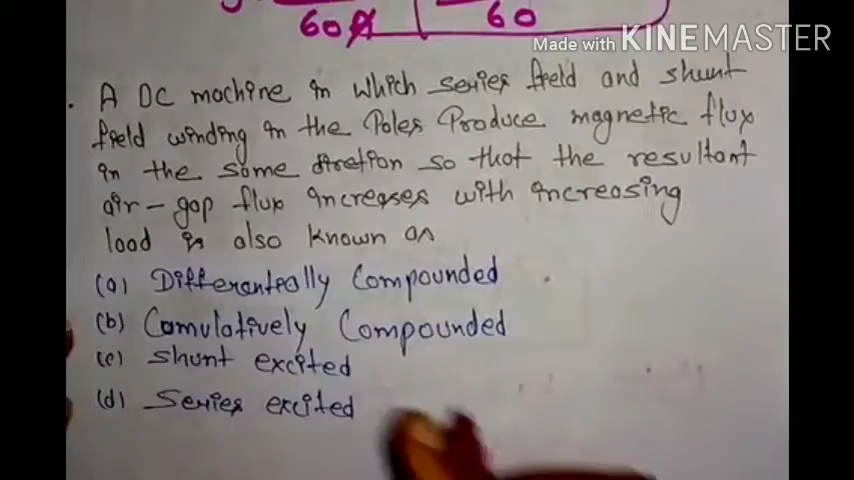 60 60
Made with KINEMASTER
A DC machine in which series field and shunt
field winding in the Poles Produce magnetic flux
in the same diretion so that the resultant
air-gap flux increases with increasing
load is also known as
(a) Differentially Compounded
(b) Comulatively Compounded
(c) Shunt excited
(d) Series excited